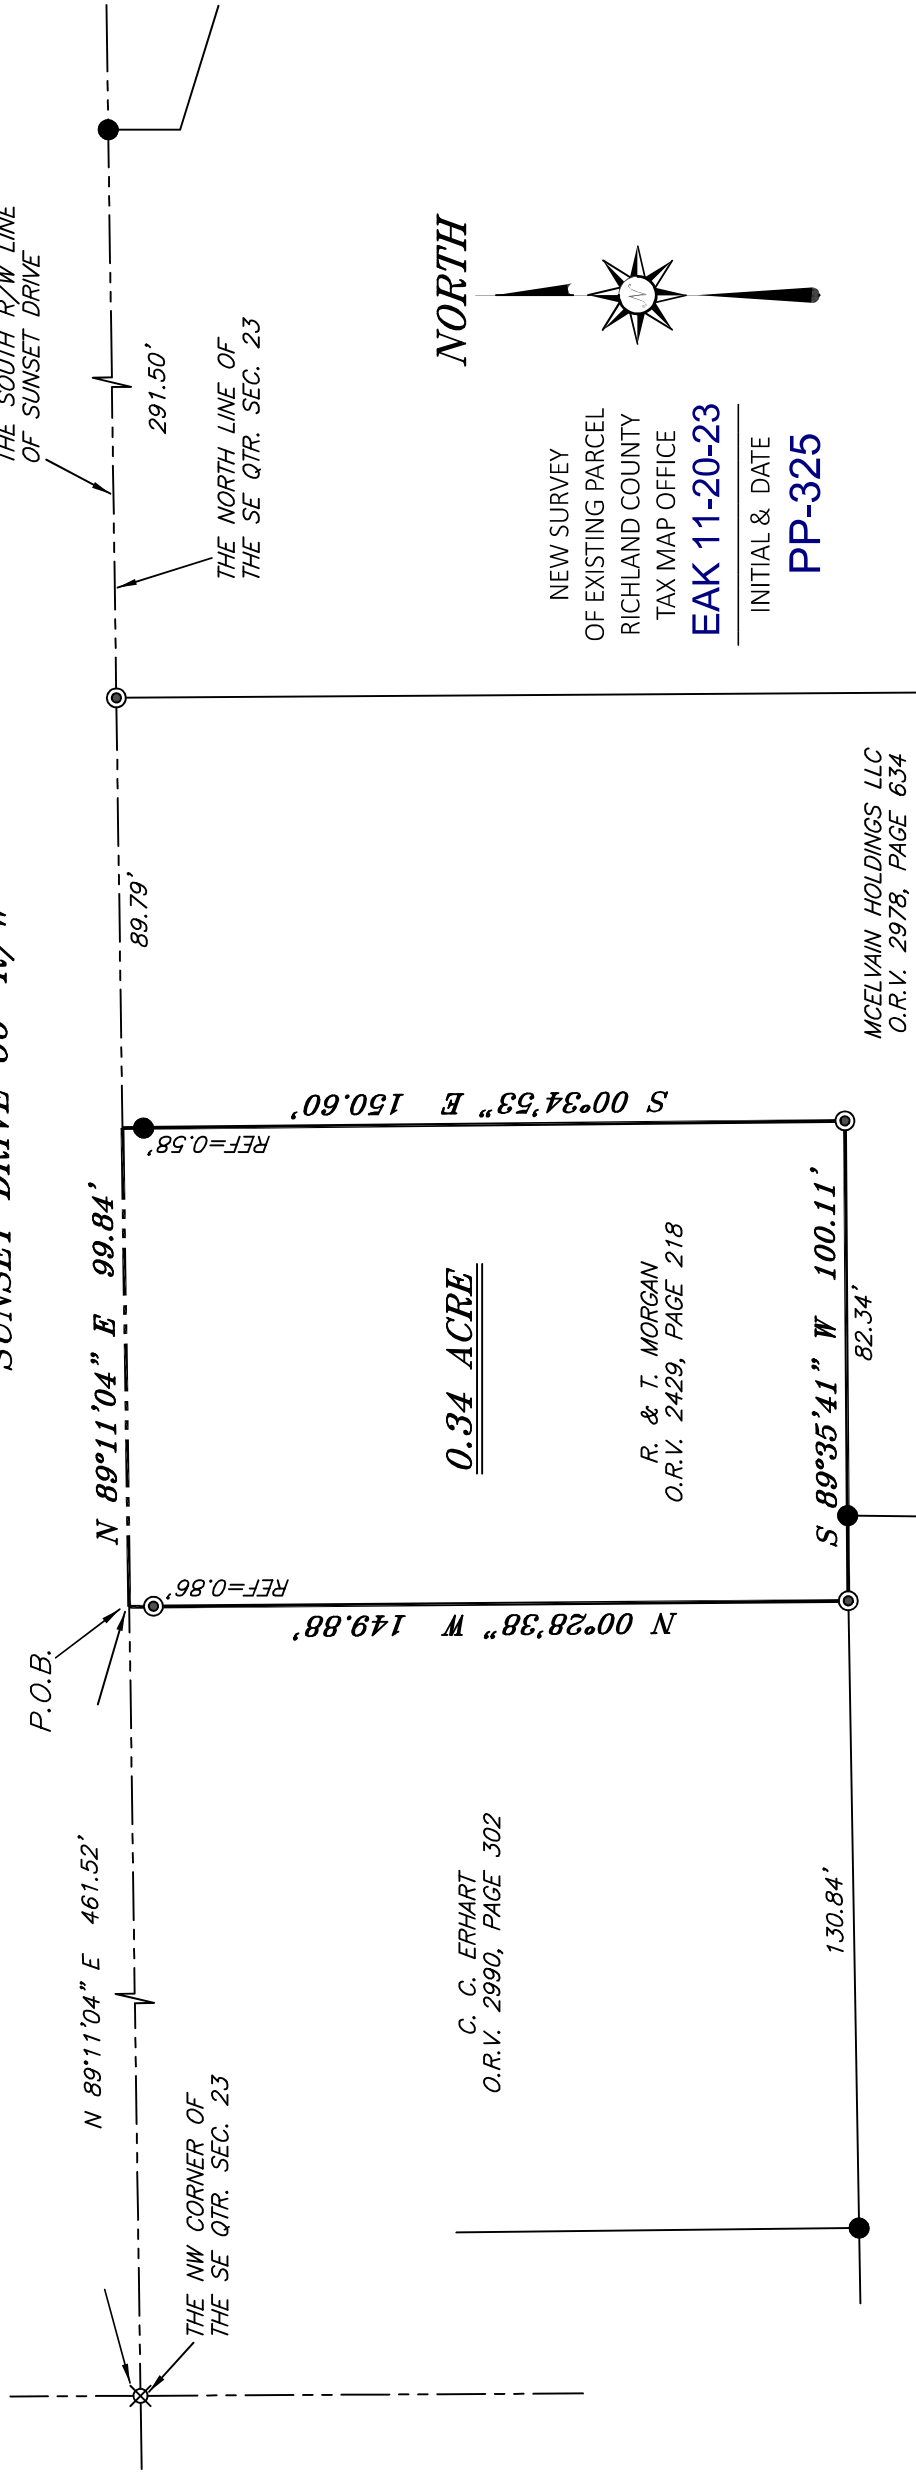 THE SOUTH R/W LINE
OF SUNSET DRIVE
SUNSET DRIVE 60' R/W
291.50'
THE NORTH LINE OF
THE SE QTR. SEC. 23
NORTH
N
NEW SURVEY
OF EXISTING PARCEL
RICHLAND COUNTY
TAX MAP OFFICE
EAK 11-20-23
INITIAL & DATE
PP-325
89.79'
MCELVAIN HOLDINGS LLC
O.R.V. 2978, PAGE 634
S 00°34'53" E 150.60'
REF=0.58'
N 89°11'04" E 99.84'
0.34 ACRE
R. & T. MORGAN
O.R.V. 2429, PAGE 218
S 89°35'41" W 100.11'
82.34'
REF=0.86'
N 00°28'38" W 149.88'
P.O.B.
N 89°11'04" E 461.52'
C. C. ERHART
O.R.V. 2990, PAGE 302
130.84'
THE NW CORNER OF
THE SE QTR. SEC. 23